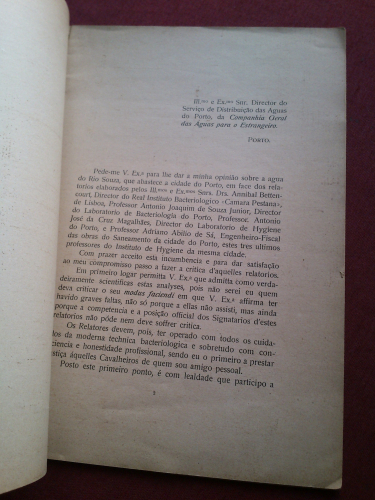 Ill.mo e Ex.mo Snr. Director do
Serviço de Distribuição das Aguas
do Porto, da Companhia Geral
das Aguas para o Estrangeiro.
PORTO.
Péde-me V. Ex.ª para lhe dar a minha opinião sobre a agua
do Rio Souza, que abastece a cidade do Porto, em face dos rela-
torios elaborados pelos Ill.mos e Ex.mos Snrs. Drs. Annibal Betten-
court, Director do Real Instituto Bacteriologico «Camara Pestana»,
de Lisboa, Professor Antonio Joaquim de Souza Junior, Director
do Laboratorio de Bacteriologia do Porto, Professor Antonio
José da Cruz Magalhães, Director do Laboratorio de Hygiene
do Porto, e Professor Adriano Abilio de Sá, Engenheiro-Fiscal
das obras do Saneamento da cidade do Porto, estes tres ultimos
professores do Instituto de Hygiene da mesma cidade.
Com prazer acceito esta incumbencia e para dar satisfação
ao meu compromisso passo a fazer a critica d'aquelles relatorios.
Em primeiro logar permitta V. Ex.ª que admitta como verda-
deiramente scientificas estas analyses, pois não serei eu quem
deva criticar o seu modus faciendi em que V. Ex.ª affirma ter
havido graves faltas, não só porque a ellas não assisti, mas ainda
porque a competencia e a posição official dos Signatarios d'estes
relatorios não póde nem deve soffrer critica.
Os Relatores devem, pois, ter operado com todos os cuida-
dos da moderna technica bacteriologica e sobretudo com con-
sciencia e honestidade profissional, sendo eu o primeiro a prestar
justiça áquelles Cavalheiros de quem sou amigo pessoal.
Posto este primeiro ponto, é com lealdade que participo a